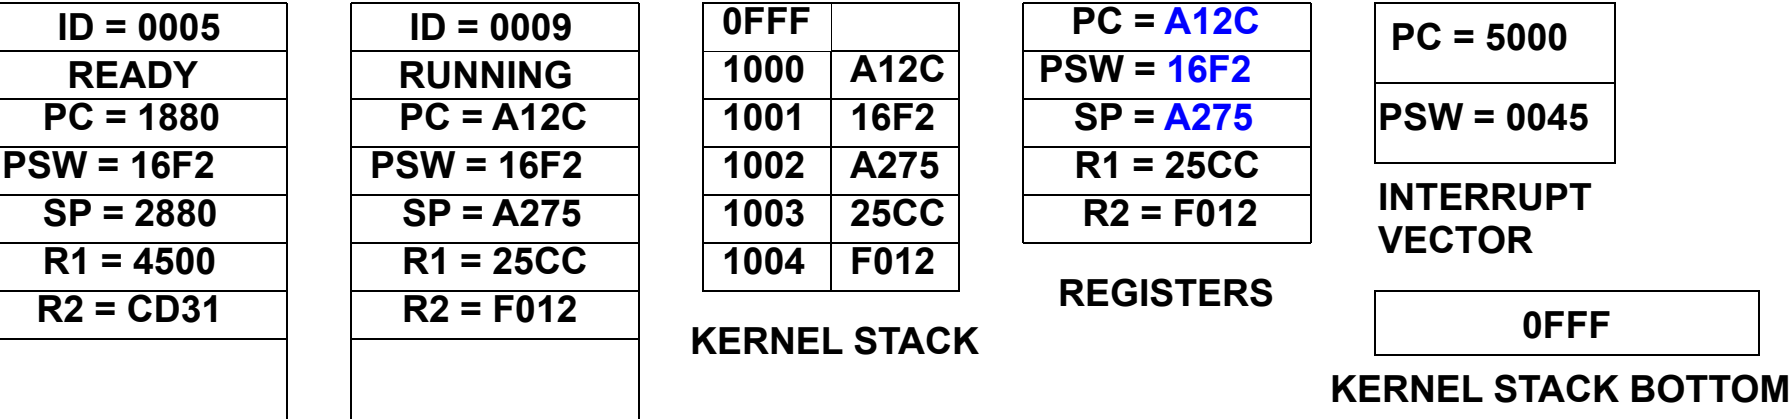 ID = 0005
READY
PC = 1880
PSW = 16F2
SP = 2880
R1 = 4500
R2 = CD31
ID = 0009
RUNNING
PC = A12C
PSW = 16F2
SP = A275
R1 = 25CC
R2 = F012
0FFF
1000 A12C
1001 16F2
1002 A275
1003 25CC
1004 F012
KERNEL STACK
PC = A12C
PSW = 16F2
SP = A275
R1 = 25CC
R2 = F012
REGISTERS
PC = 5000
PSW = 0045
INTERRUPT
VECTOR
0FFF
KERNEL STACK BOTTOM